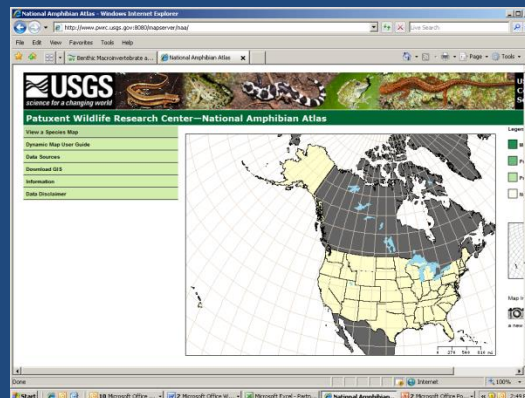 National Amphibian Atlas - Windows Internet Explorer
http://www.pwrc.usgs.gov:8080/mapserver/naa/
Live Search
File Edit View Favorites Tools Help
Benthic Macroinvertebrate a...
National Amphibian Atlas
Page
Tools
USGS
science for a changing world
Patuxent Wildlife Research Center—National Amphibian Atlas
View a Species Map
Dynamic Map User Guide
Data Sources
Download GIS
Information
Data Disclaimer
Legen
a new
Done
Internet
100%
Start
10 Microsoft Office ...
2 Microsoft Office W...
Microsoft Excel - Partn...
National Amphibian ...
2 Microsoft Office Po...